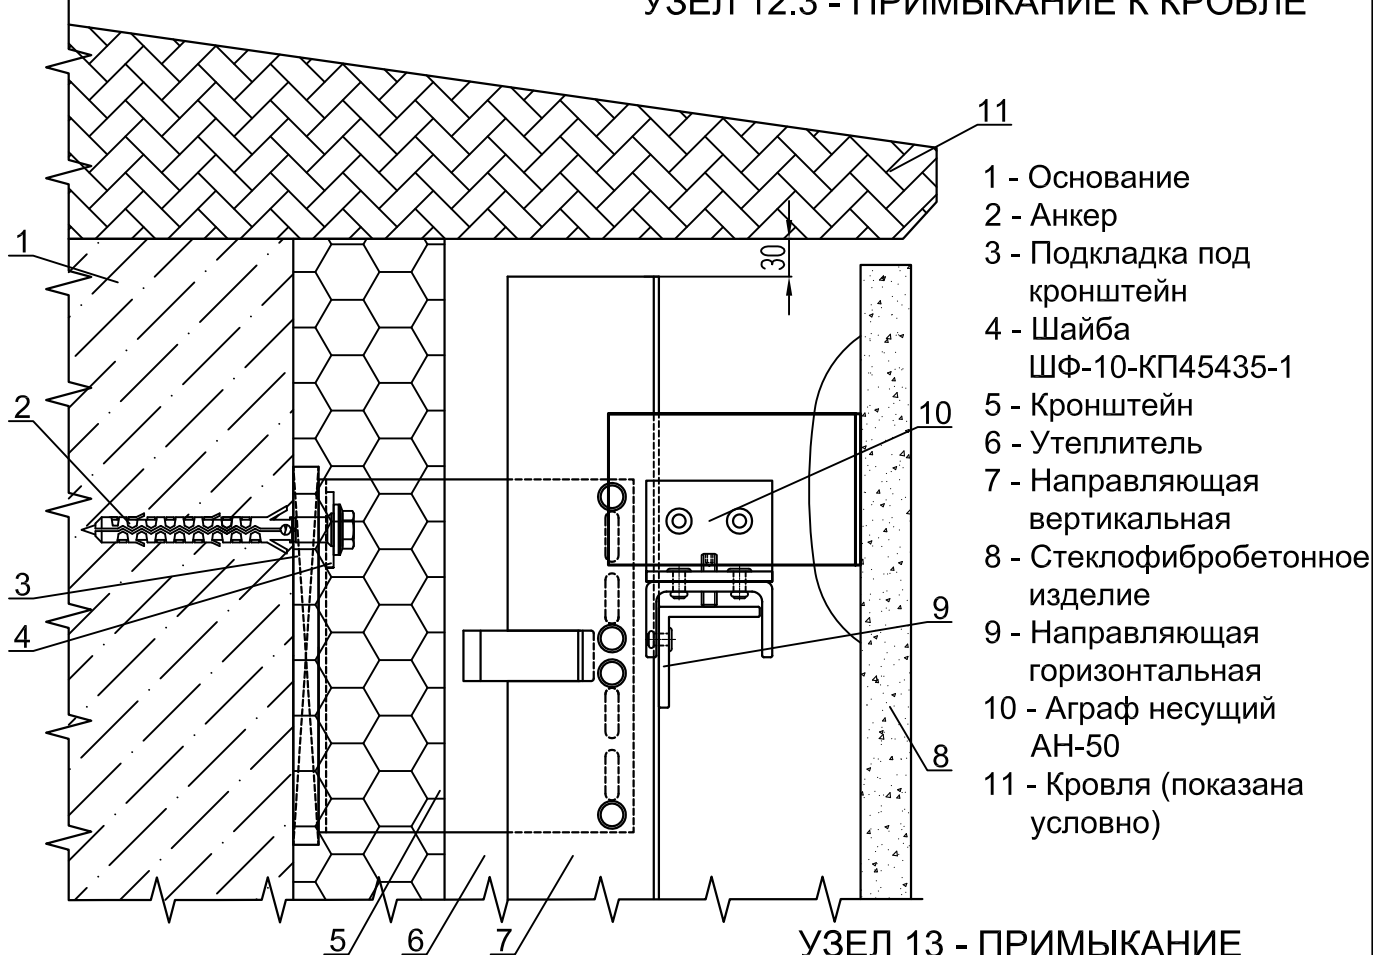 УЗЕЛ 12.3 - ПРИМЫКАНИЕ К КРОВЛЕ
11
1 - Основание
2 - Анкер
3 - Подкладка под
кронштейн
4 - Шайба
ШФ-10-КП45435-1
5 - Кронштейн
6 - Утеплитель
7 - Направляющая
вертикальная
8 - Стеклофибробетонное
изделие
9 - Направляющая
горизонтальная
10 - Аграф несущий
АН-50
11 - Кровля (показана
условно)
1
30
2
10
3
9
4
8
5
6
7
УЗЕЛ 13 - ПРИМЫКАНИЕ